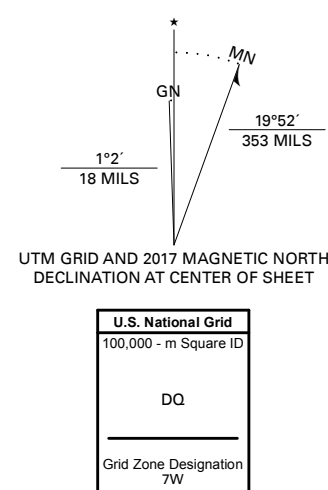 ★
MN
GN
19°52´
353 MILS
1°2´
18 MILS
UTM GRID AND 2017 MAGNETIC NORTH
DECLINATION AT CENTER OF SHEET
U.S. National Grid
100,000 - m Square ID
DQ
Grid Zone Designation
7W